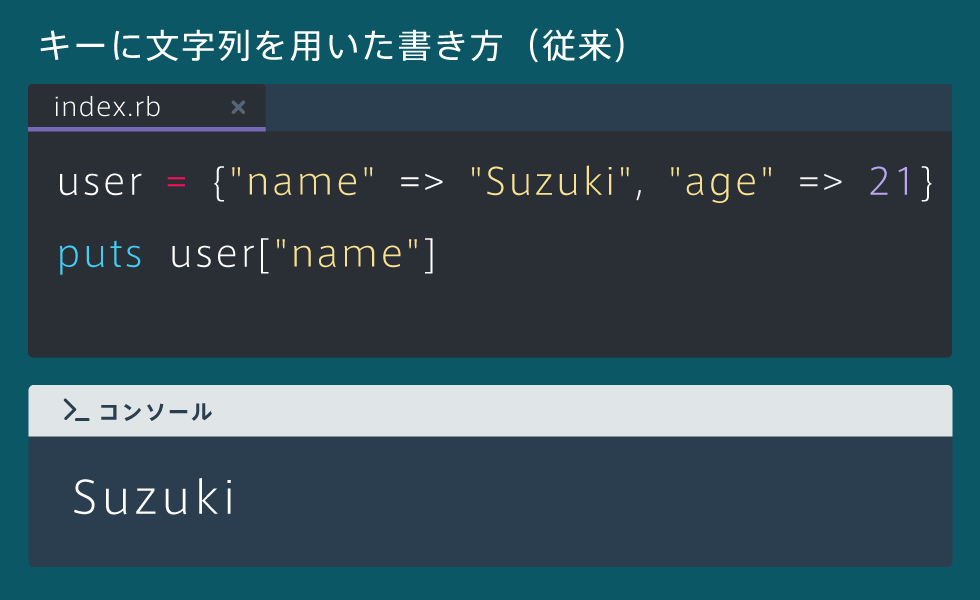 キーに文字列を用いた書き方（従来）
index.rb ×
user = {"name" => "Suzuki", "age" => 21}
puts user["name"]
>_ コンソール
Suzuki